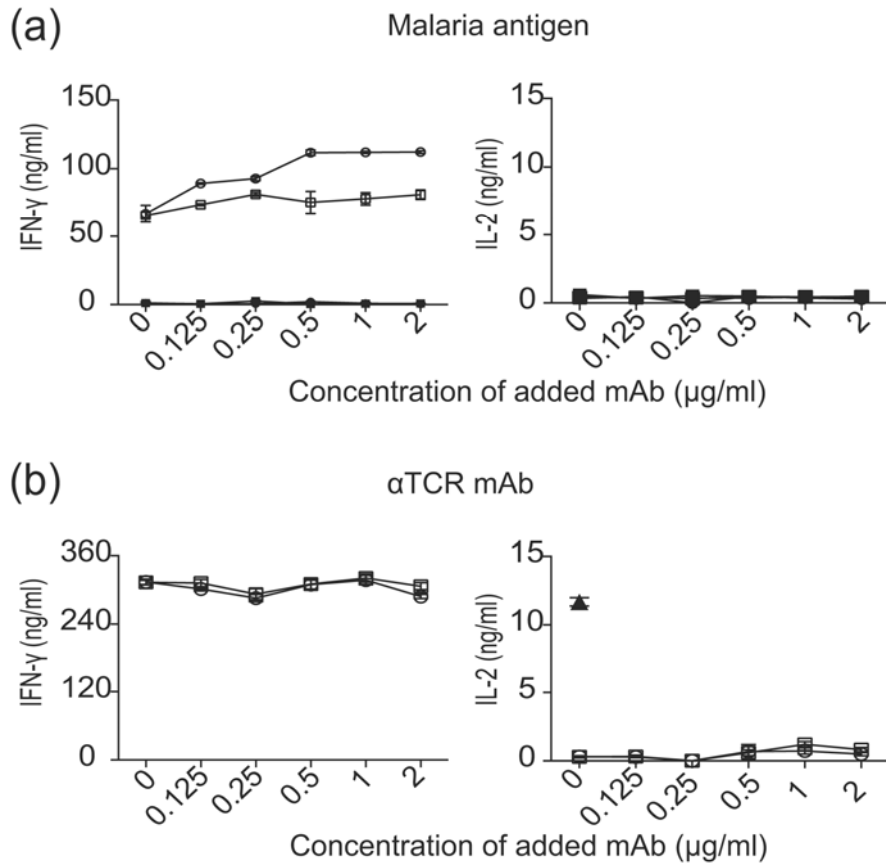 (a)
Malaria antigen
IFN-γ (ng/ml)
150
100
50
0
0 0.125 0.25 0.5 1 2
IL-2 (ng/ml)
15
10
5
0
0 0.125 0.25 0.5 1 2
Concentration of added mAb (µg/ml)
(b)
αTCR mAb
IFN-γ (ng/ml)
360
240
120
0
0 0.125 0.25 0.5 1 2
IL-2 (ng/ml)
15
10
5
0
0 0.125 0.25 0.5 1 2
Concentration of added mAb (µg/ml)